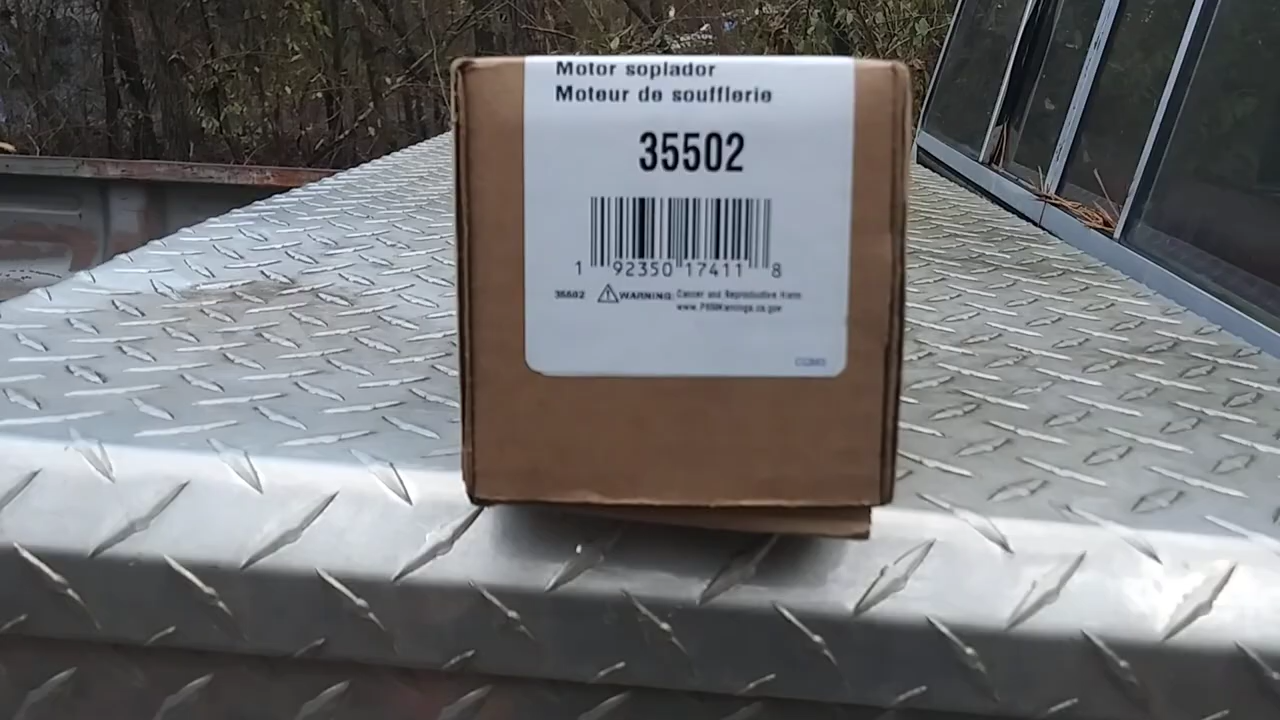 Motor soplador
Moteur de soufflerie
35502
1 92350 17411 8
35502 WARNING: Cancer and Reproductive Harm
www.P65Warnings.ca.gov